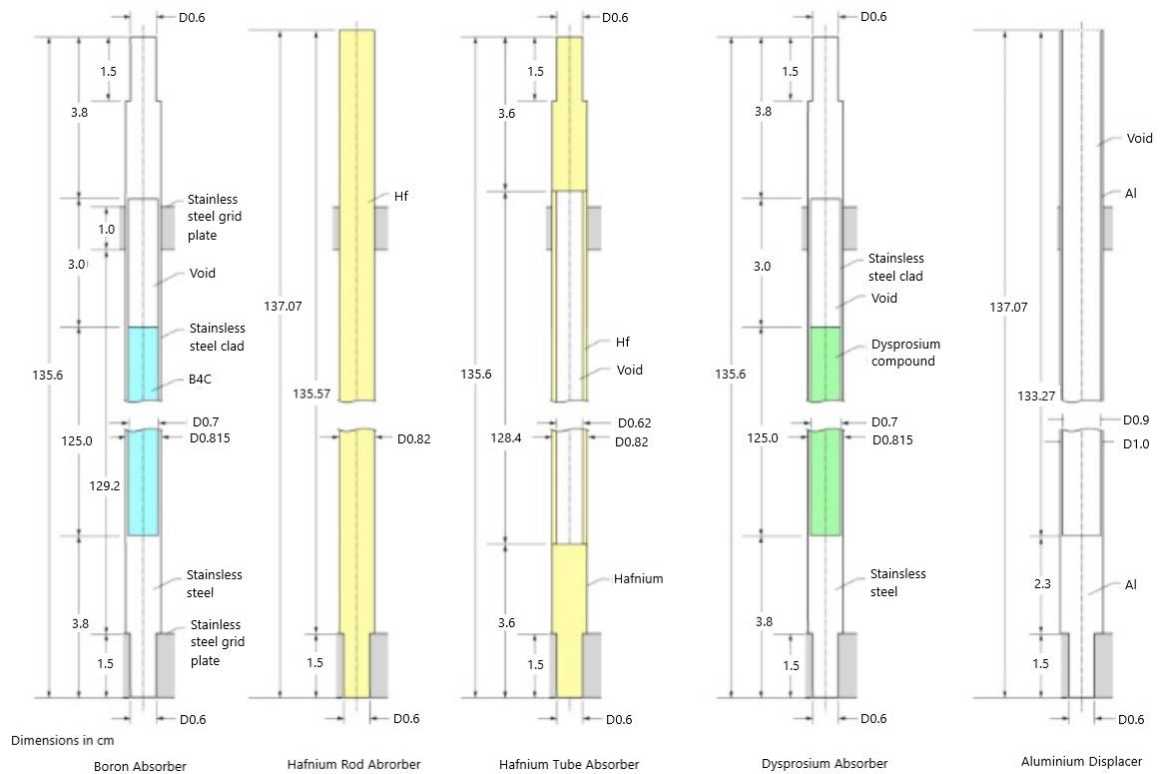 D0.6
1.5
3.8
Stainless
steel grid
plate
1.0
3.0
Void
Stainless
steel clad
135.6
B4C
D0.7
125.0
D0.815
129.2
Stainsless
steel
3.8
Stainless
steel grid
plate
1.5
D0.6
Dimensions in cm
Boron Absorber
Hf
137.07
135.57
D0.82
1.5
D0.6
Hafnium Rod Abrorber
D0.6
1.5
3.6
Hf
Void
135.6
D0.62
128.4
D0.82
Hafnium
3.6
1.5
D0.6
Hafnium Tube Absorber
D0.6
1.5
3.8
Stainless
steel clad
3.0
Void
Dysprosium
compound
135.6
D0.7
125.0
D0.815
Stainless
steel
3.8
1.5
D0.6
Dysprosium Absorber
Void
Al
137.07
133.27
D0.9
D1.0
2.3
Al
1.5
D0.6
Aluminium Displacer